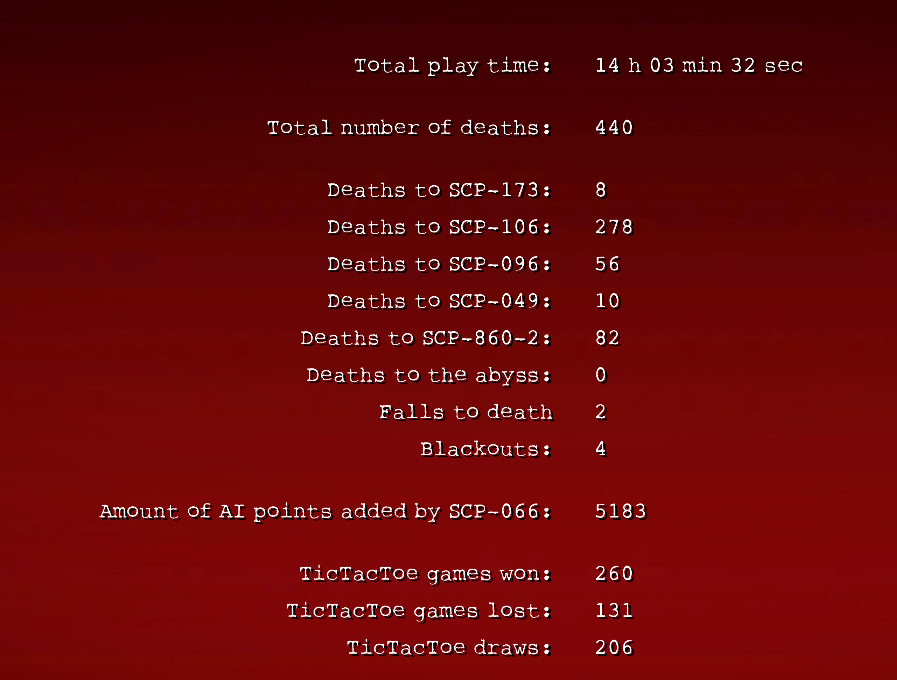 Total play time: 14 h 03 min 32 sec
Total number of deaths: 440
Deaths to SCP-173: 8
Deaths to SCP-106: 278
Deaths to SCP-096: 56
Deaths to SCP-049: 10
Deaths to SCP-860-2: 82
Deaths to the abyss: 0
Falls to death 2
Blackouts: 4
Amount of AI points added by SCP-066: 5183
TicTacToe games won: 260
TicTacToe games lost: 131
TicTacToe draws: 206